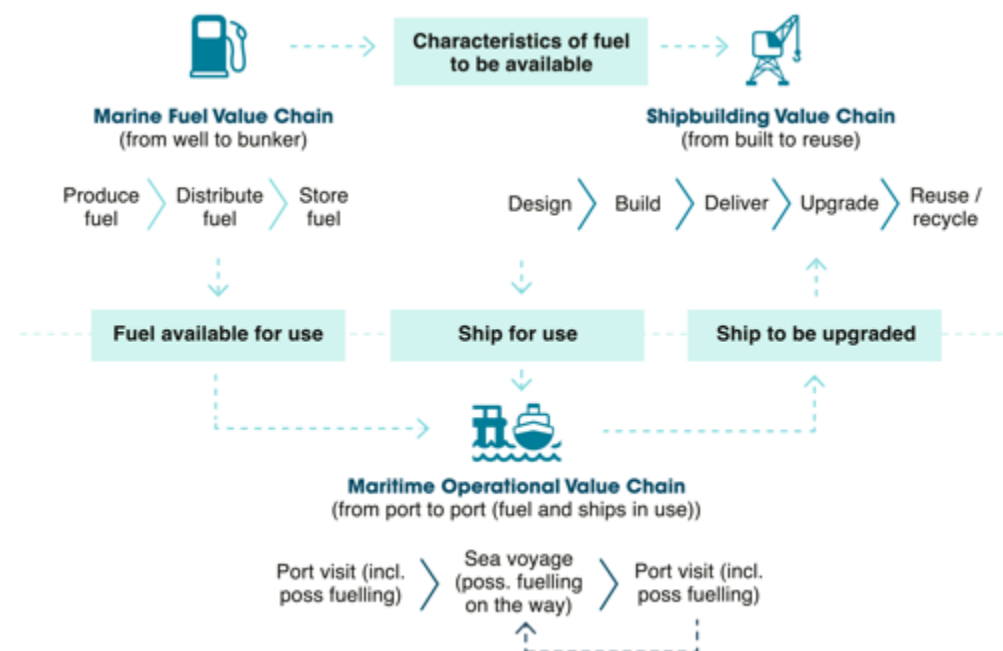 Characteristics of fuel
to be available
Marine Fuel Value Chain
(from well to bunker)
Shipbuilding Value Chain
(from built to reuse)
Produce
fuel
Distribute
fuel
Store
fuel
Design
Build
Deliver
Upgrade
Reuse /
recycle
Fuel available for use
Ship for use
Ship to be upgraded
Maritime Operational Value Chain
(from port to port (fuel and ships in use))
Port visit (incl.
poss fuelling)
Sea voyage
(poss. fuelling
on the way)
Port visit (incl.
poss fuelling)